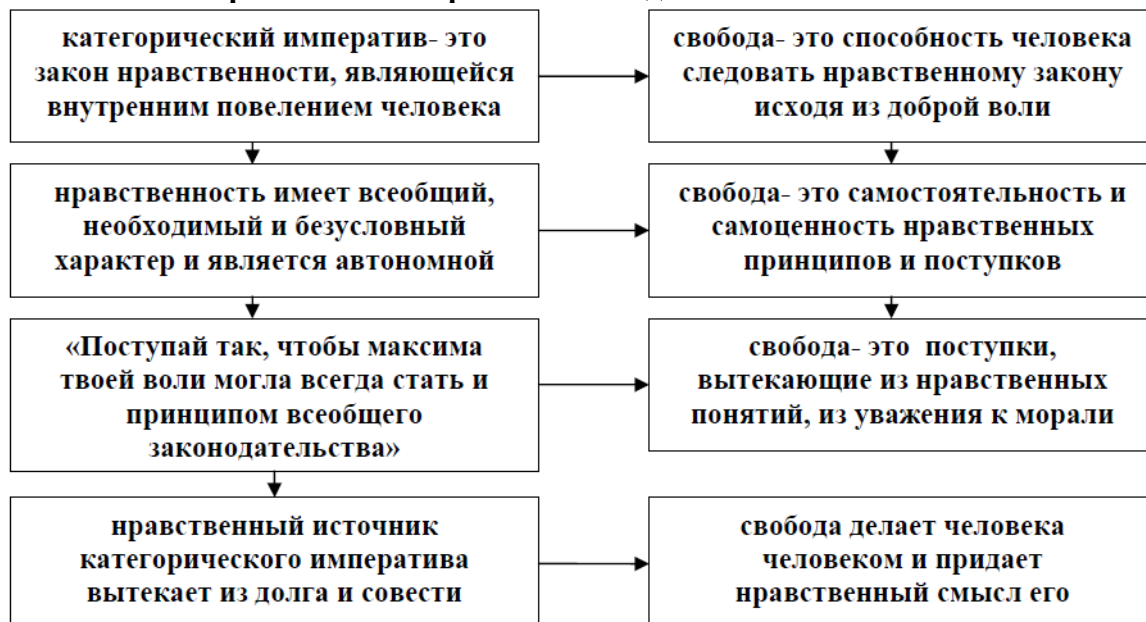 категорический императив- это
закон нравственности, являющейся
внутренним повелением человека
свобода- это способность человека
следовать нравственному закону
исходя из доброй воли
нравственность имеет всеобщий,
необходимый и безусловный
характер и является автономной
свобода- это самостоятельность и
самоценность нравственных
принципов и поступков
«Поступай так, чтобы максима
твоей воли могла всегда стать и
принципом всеобщего
законодательства»
свобода- это поступки,
вытекающие из нравственных
понятий, из уважения к морали
нравственный источник
категорического императива
вытекает из долга и совести
свобода делает человека
человеком и придает
нравственный смысл его